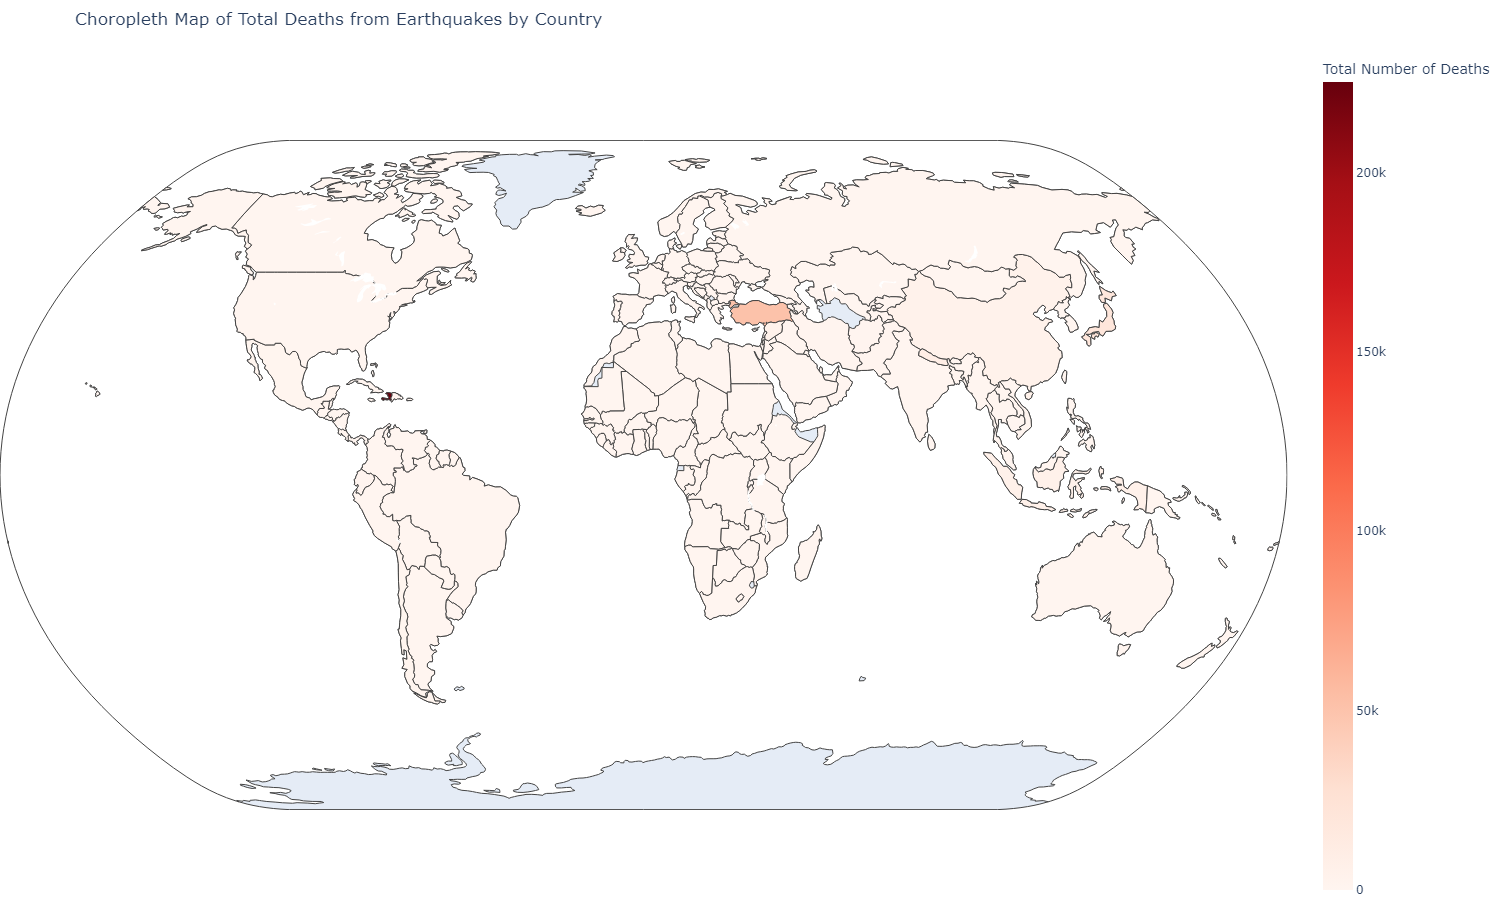 Choropleth Map of Total Deaths from Earthquakes by Country
Total Number of Deaths
200k
150k
100k
50k
0